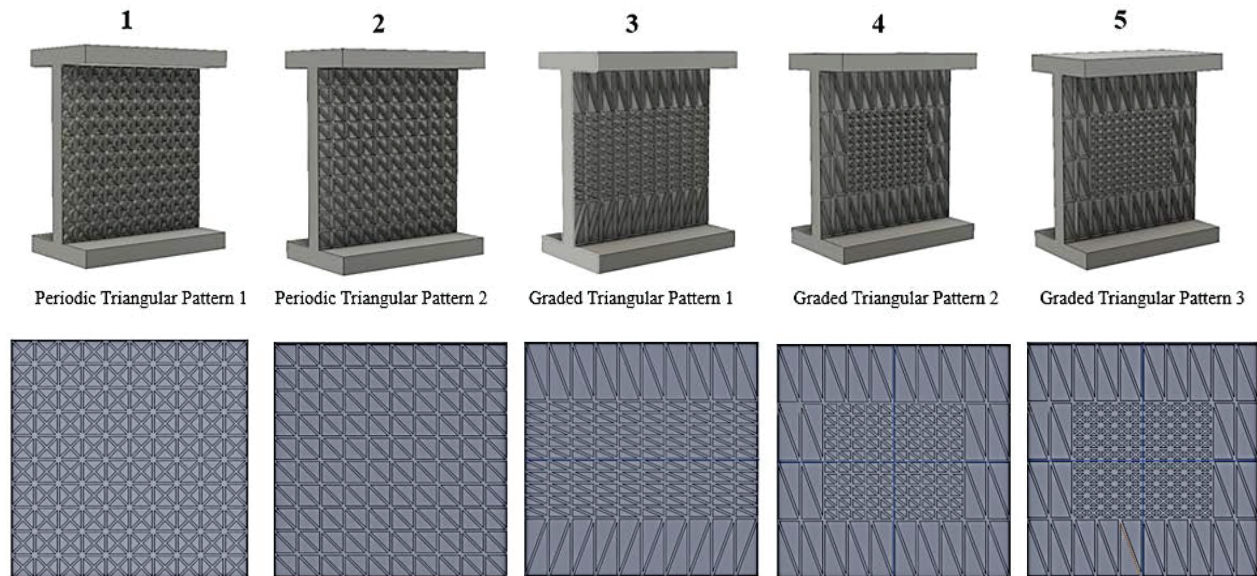 1
2
3
4
5
Periodic Triangular Pattern 1
Periodic Triangular Pattern 2
Graded Triangular Pattern 1
Graded Triangular Pattern 2
Graded Triangular Pattern 3